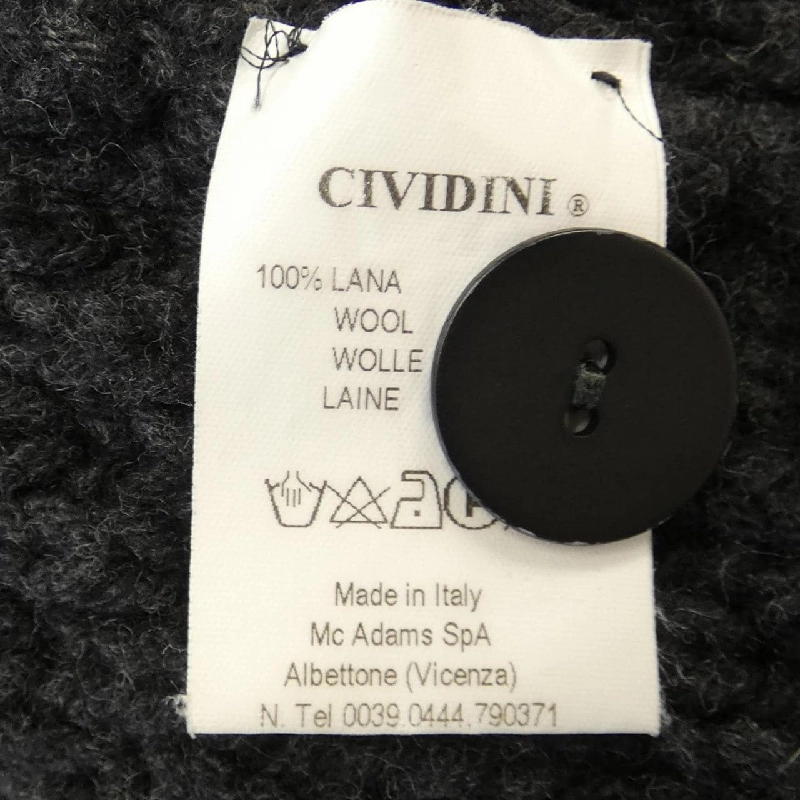 CIVIDINI ®
100% LANA
WOOL
WOLLE
LAINE
Made in Italy
Mc Adams SpA
Albettone (Vicenza)
N. Tel 0039.0444.790371